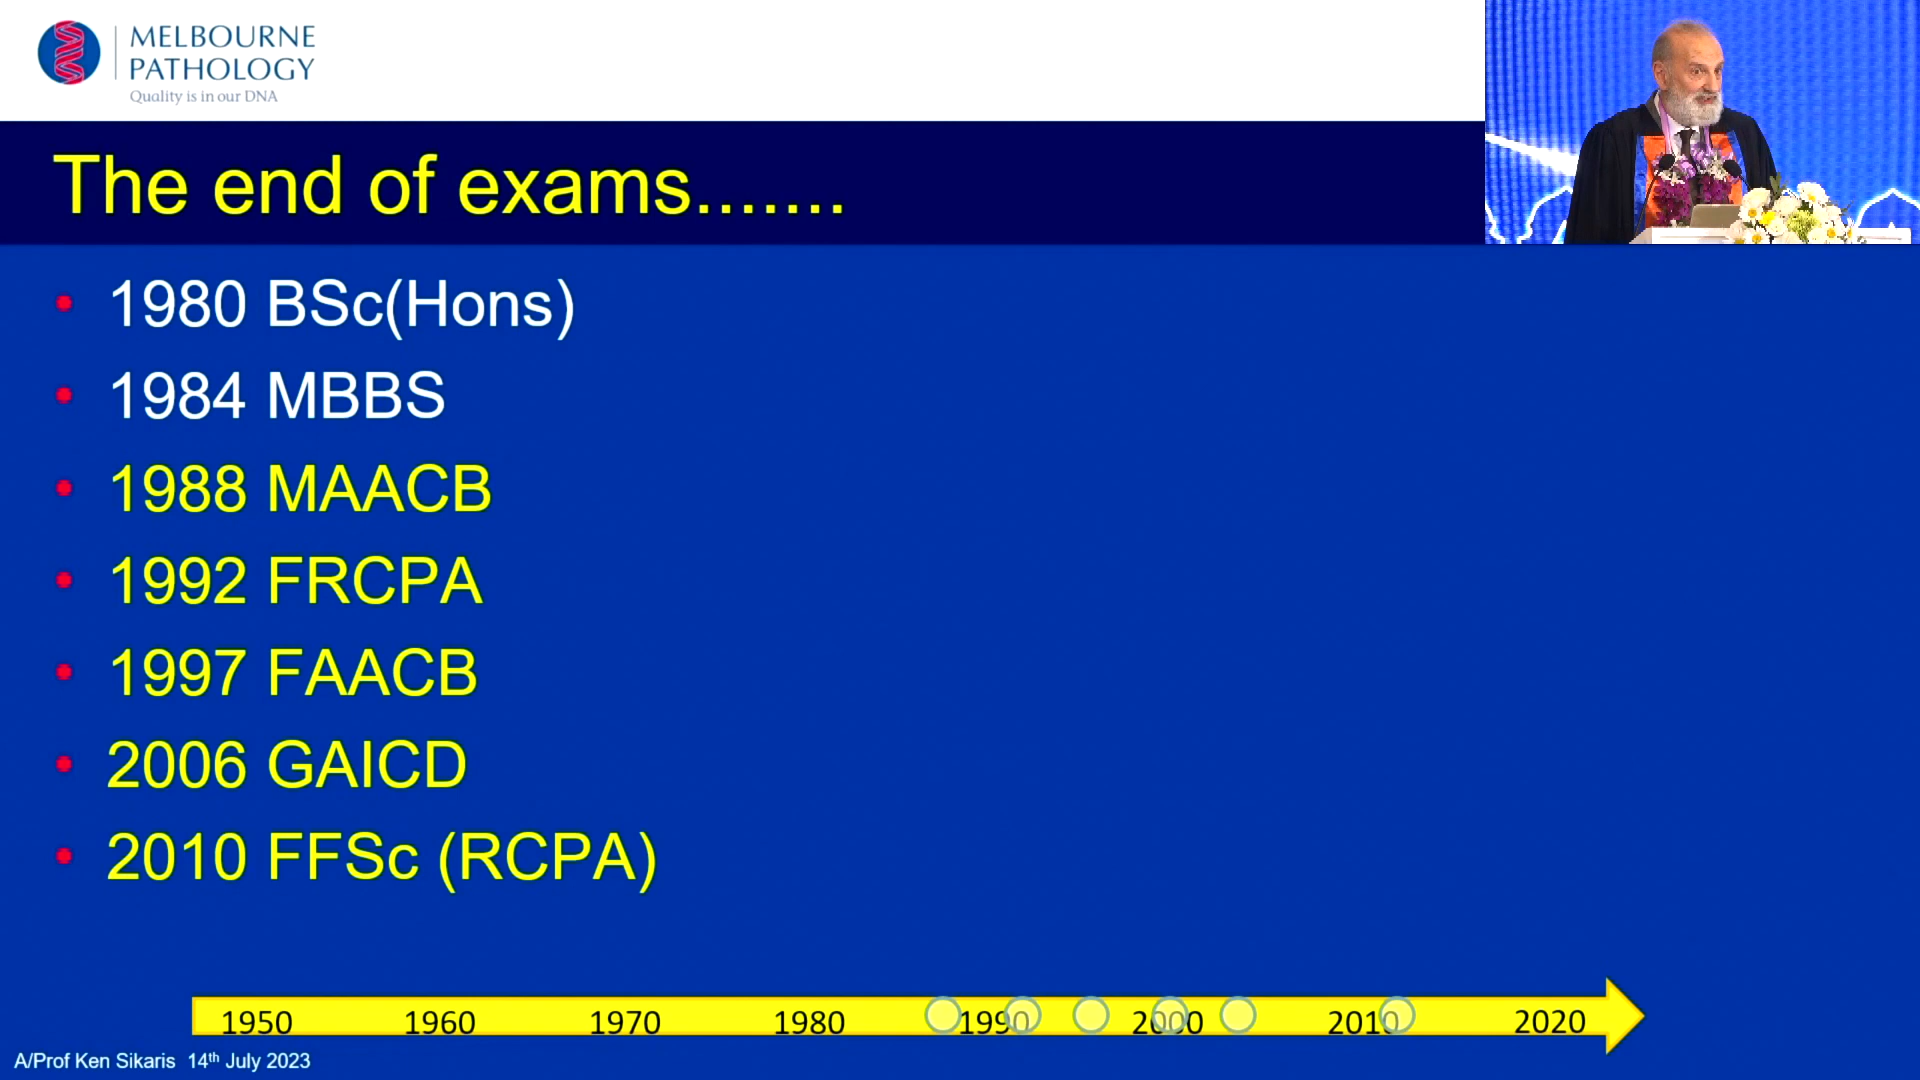 MELBOURNE
PATHOLOGY
Quality is in our DNA
The end of exams.......
• 1980 BSc(Hons)
• 1984 MBBS
• 1988 MAACB
• 1992 FRCPA
• 1997 FAACB
• 2006 GAICD
• 2010 FFSc (RCPA)
1950 1960 1970 1980 1990 2000 2010 2020
A/Prof Ken Sikaris 14th July 2023